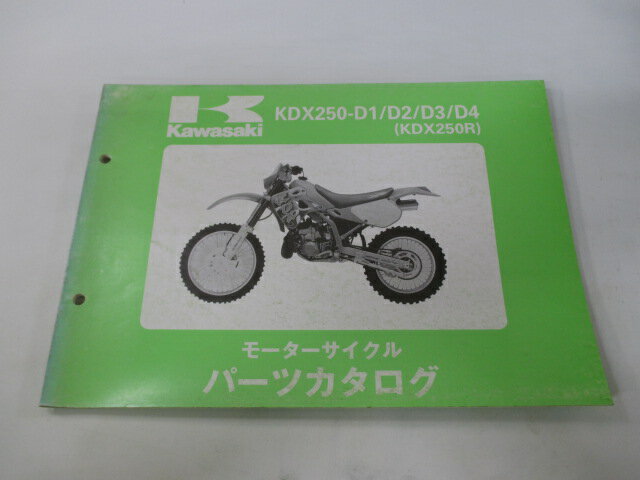 Kawasaki
KDX250-D1/D2/D3/D4
(KDX250R)
モーターサイクル
パーツカタログ